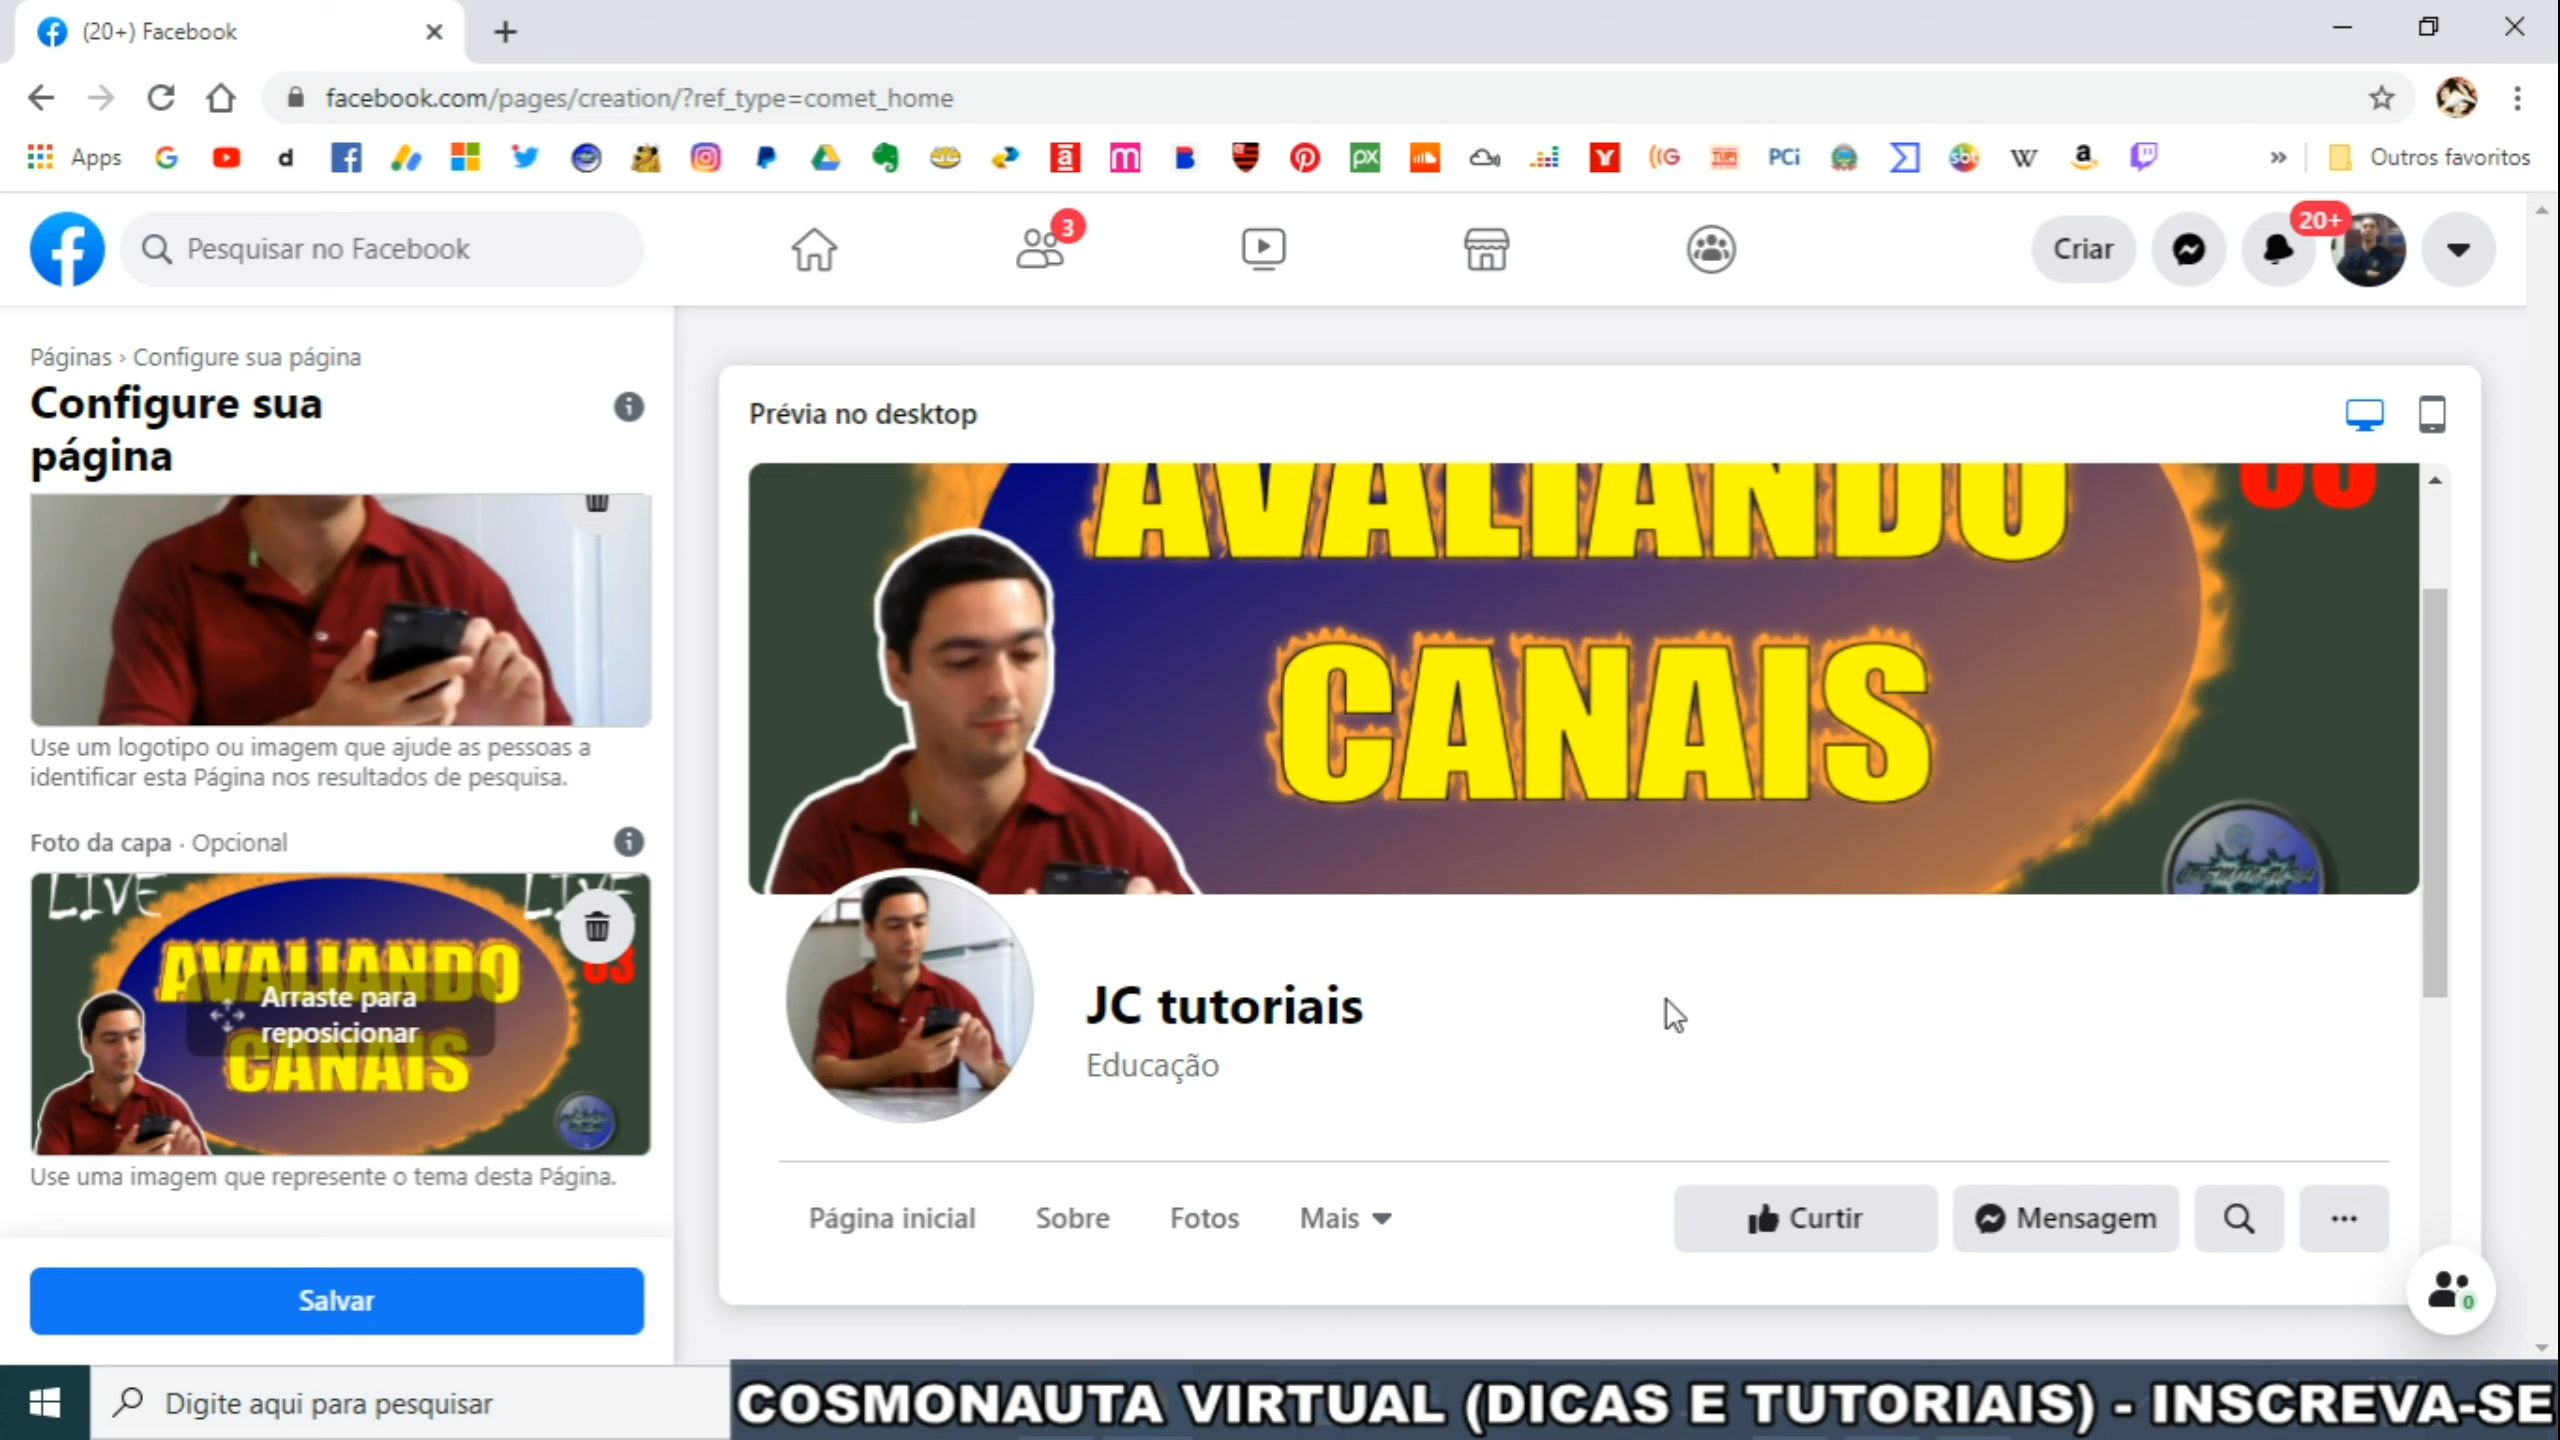 (20+) Facebook
facebook.com/pages/creation/?ref_type=comet_home
Apps
Outros favoritos
Pesquisar no Facebook
3
Criar
20+
Páginas › Configure sua página
Configure sua
página
Use um logotipo ou imagem que ajude as pessoas a
identificar esta Página nos resultados de pesquisa.
Foto da capa · Opcional
LIVE
LIVE
AVALIANDO
03
Arraste para
reposicionar
CANAIS
Use uma imagem que represente o tema desta Página.
Salvar
Prévia no desktop
AVALIANDO
03
CANAIS
JC tutoriais
Educação
Página inicial
Sobre
Fotos
Mais
Curtir
Mensagem
0
Digite aqui para pesquisar
COSMONAUTA VIRTUAL (DICAS E TUTORIAIS) - INSCREVA-SE